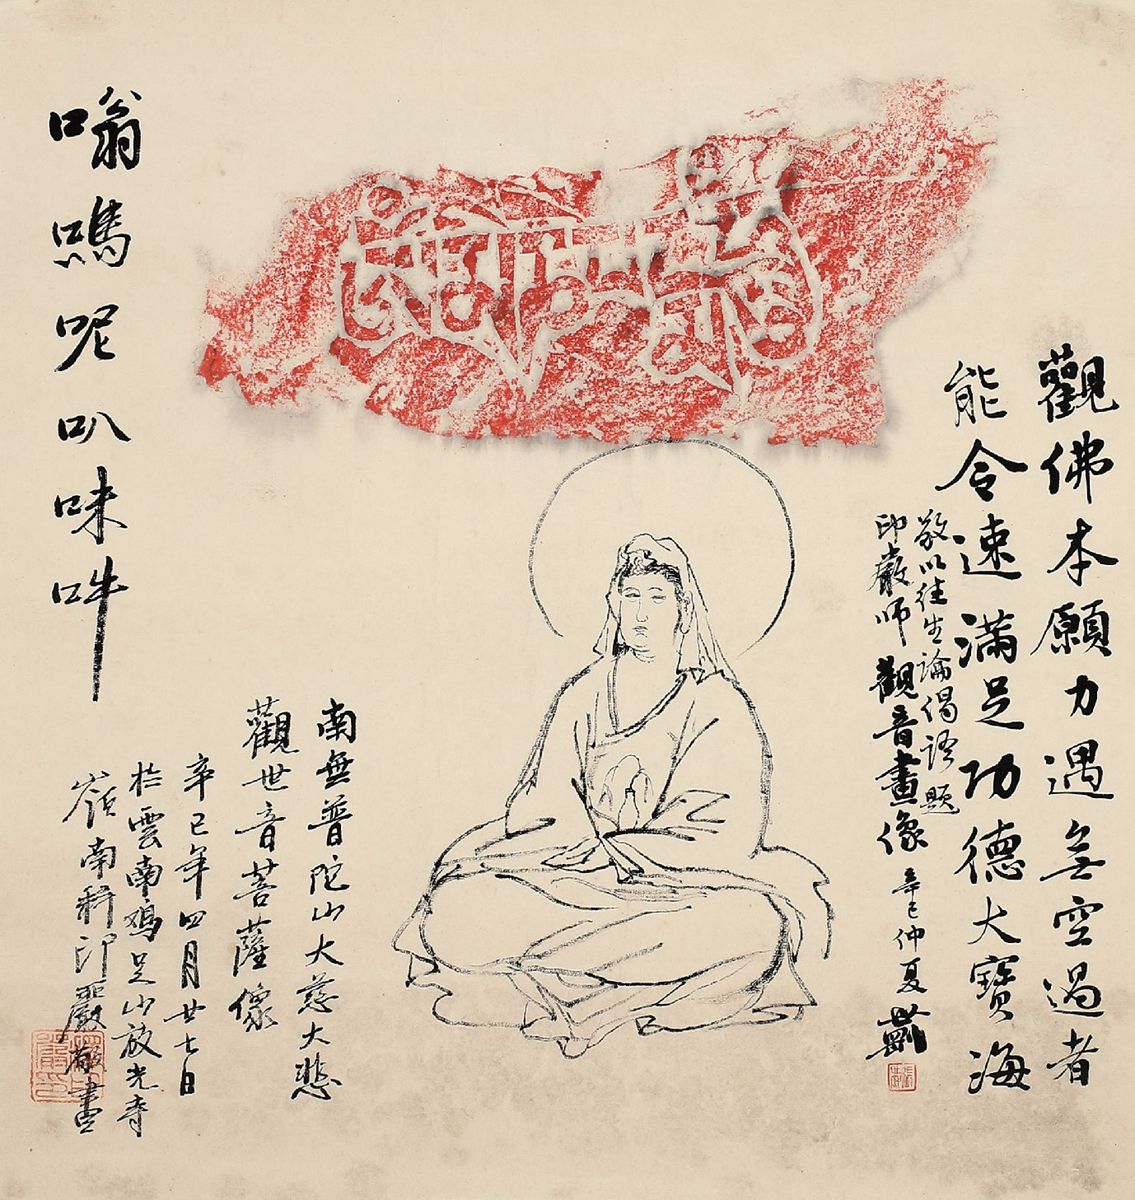 觀佛本願力遇無空過者
能令速滿足功德大寶海
敬以往生論偈語題
印嚴師觀音畫像辛巳仲夏
南無普陀山大慈大悲
觀世音菩薩像
辛巳年四月廿七日
於雲南鸡足山放光寺
嶺南釋印嚴敬畫
嗡嗎呢叭咪吽